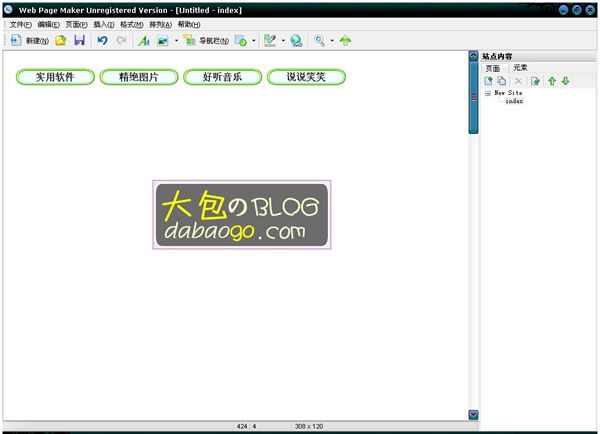 Web Page Maker Unregistered Version - [Untitled - index]
文件(F) 编辑(E) 页面(P) 插入(I) 格式(M) 排列(A) 帮助(H)
新建(N) 导航栏(N)
站点内容
页面 元素
New Site
index
实用软件 精绝图片 好听音乐 说说笑笑
大包のBLOG
dabaogo.com
424 : 4 308 x 120